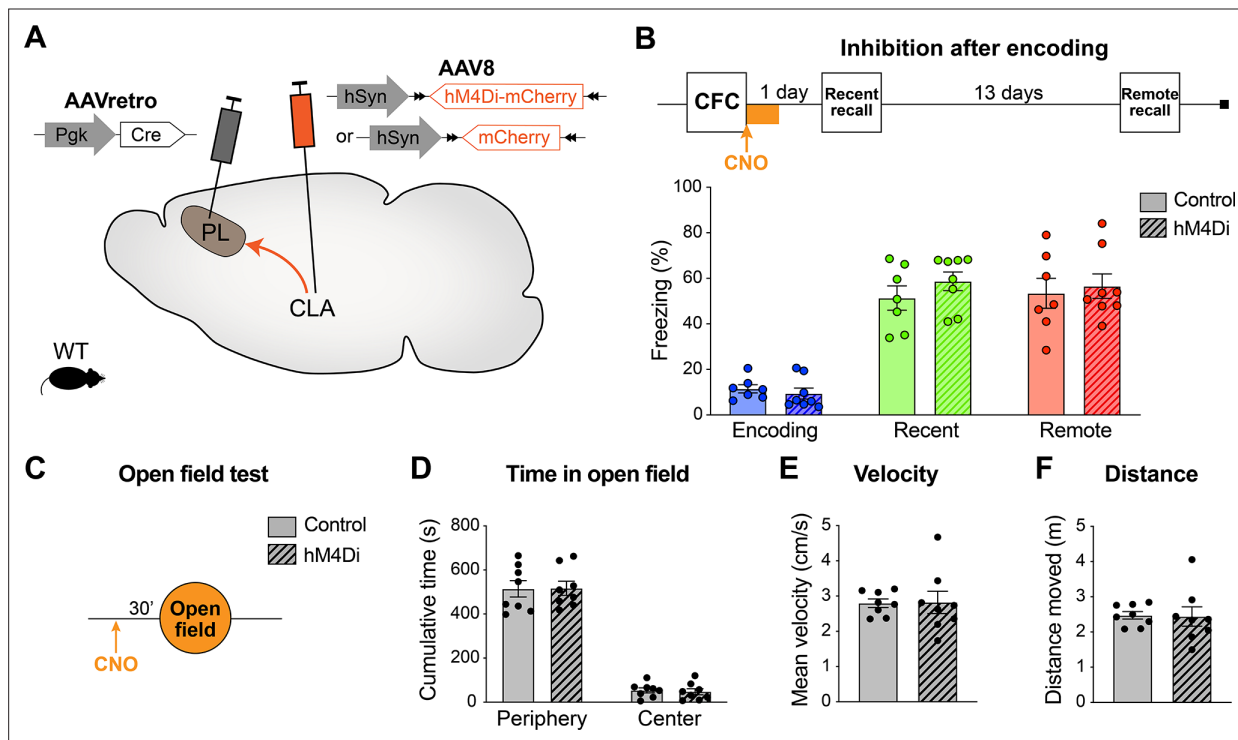 A
AAVretro
Pgk
Cre
AAV8
hSyn
hM4Di-mCherry
or
hSyn
mCherry
PL
CLA
WT
B
Inhibition after encoding
CFC
1 day
Recent
recall
13 days
Remote
recall
CNO
Control
hM4Di
Freezing (%)
100
80
60
40
20
0
Encoding
Recent
Remote
C
Open field test
Control
hM4Di
30’
Open
field
CNO
D
Time in open field
Cumulative time (s)
800
600
400
200
0
Periphery
Center
E
Velocity
Mean velocity (cm/s)
5
4
3
2
1
0
F
Distance
Distance moved (m)
5
4
3
2
1
0